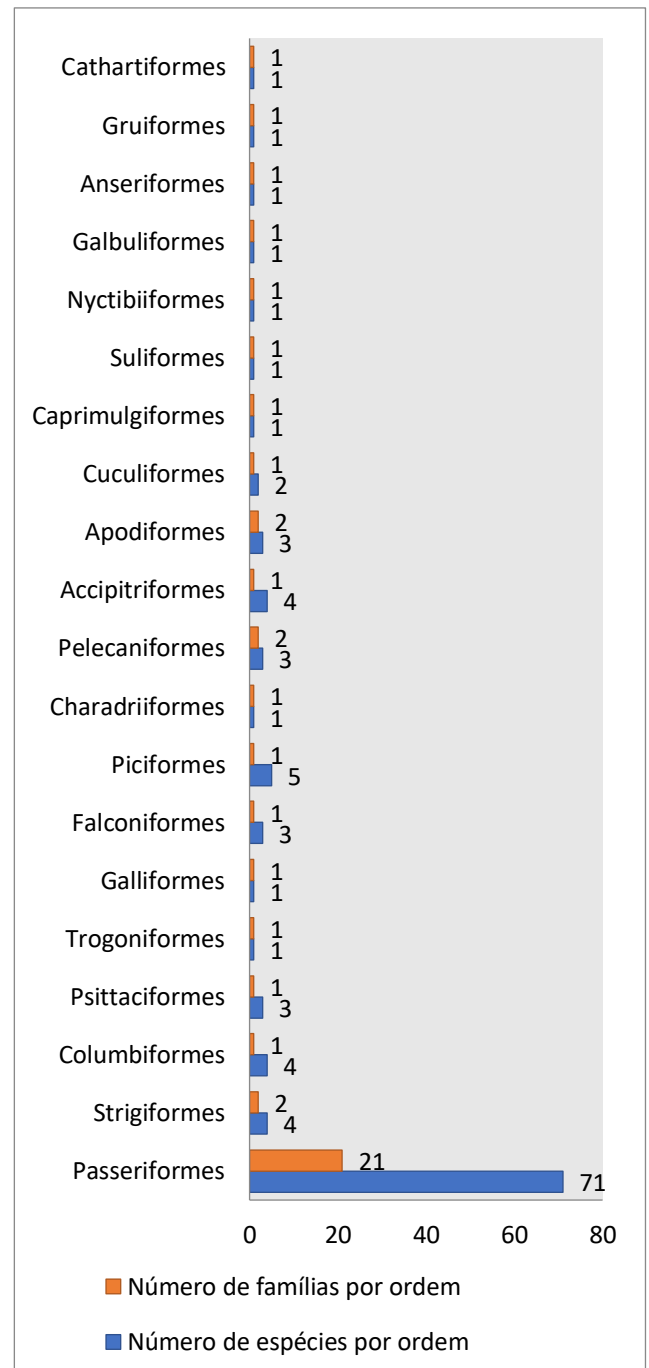 Cathartiformes 1
1
Gruiformes 1
1
Anseriformes 1
1
Galbuliformes 1
1
Nyctibiiformes 1
1
Suliformes 1
1
Caprimulgiformes 1
1
Cuculiformes 1
2
Apodiformes 2
3
Accipitriformes 1
4
Pelecaniformes 2
3
Charadriiformes 1
1
Piciformes 1
5
Falconiformes 1
3
Galliformes 1
1
Trogoniformes 1
1
Psittaciformes 1
3
Columbiformes 1
4
Strigiformes 2
4
Passeriformes 21
71
0 20 40 60 80
Número de famílias por ordem
Número de espécies por ordem